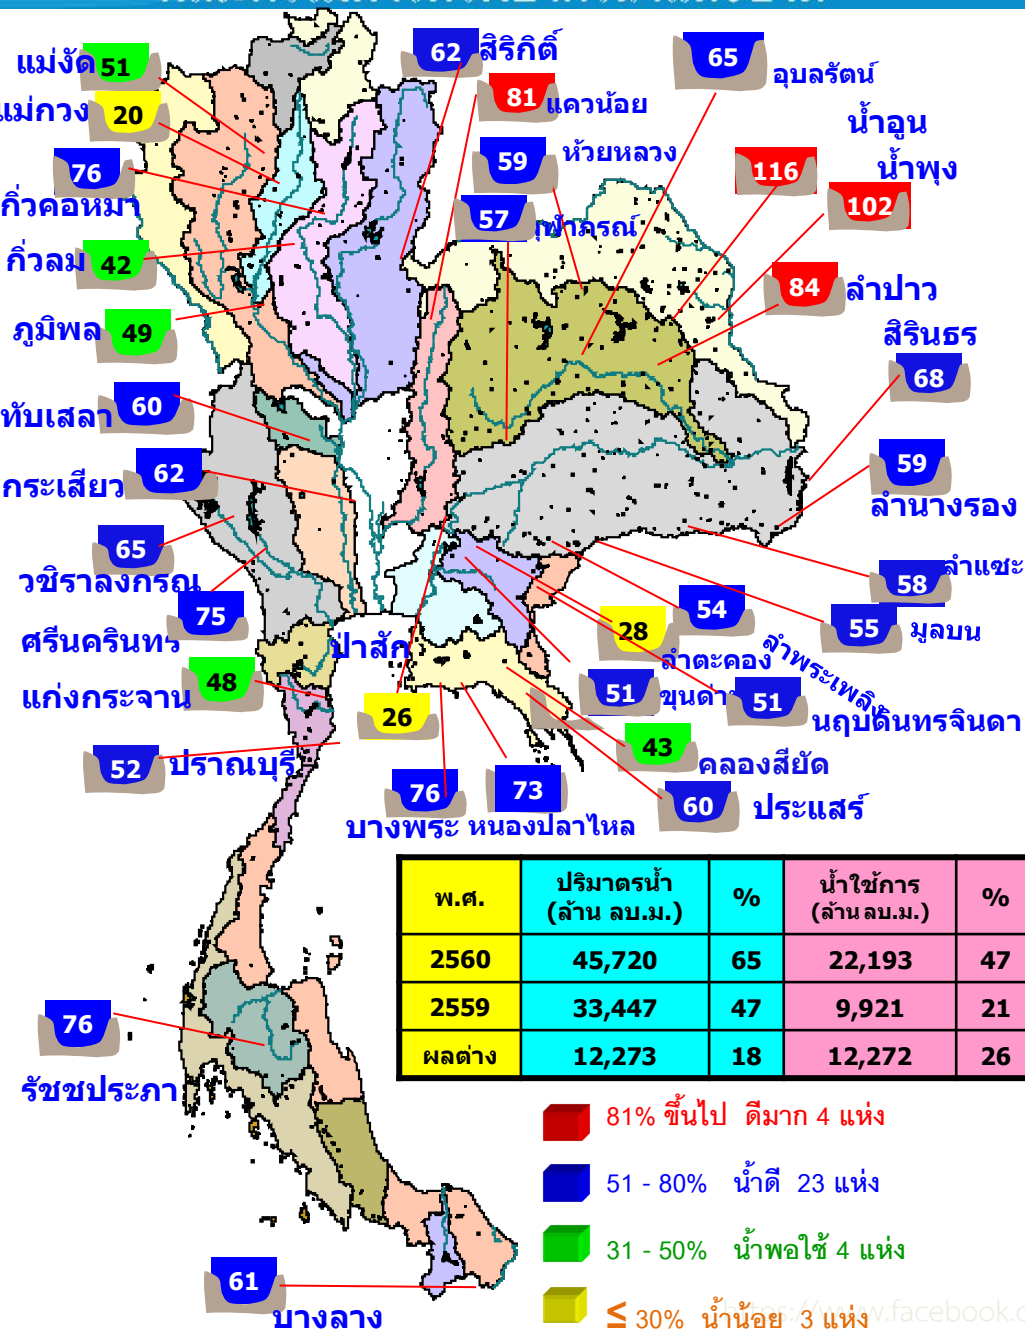 62 สิริกิติ์
65 อุบลรัตน์
แม่งัด 51
81 แควน้อย
แม่กวง 20
น้ำอูน
116
59 ห้วยหลวง
น้ำพุง
102
76
กิ่วคอหมา
57 จุฬาภรณ์
กิ่วลม 42
84 ลำปาว
ภูมิพล 49
สิรินธร
68
ทับเสลา 60
กระเสียว 62
59
ลำนางรอง
65
วชิราลงกรณ
58 ลำแซะ
75
ศรีนครินทร
54
55 มูลบน
28
ลำตะคอง
ลำพระเพลิง
ป่าสัก
26
แก่งกระจาน 48
51 ขุนด่าน
51 นฤบดินทรจินดา
43 คลองสียัด
52 ปราณบุรี
76
บางพระ
73
หนองปลาไหล
60 ประแสร์
พ.ศ. ปริมาตรน้ำ (ล้าน ลบ.ม.) % น้ำใช้การ (ล้าน ลบ.ม.) %
2560 45,720 65 22,193 47
2559 33,447 47 9,921 21
ผลต่าง 12,273 18 12,272 26
76
รัชชประภา
81% ขึ้นไป ดีมาก 4 แห่ง
51 - 80% น้ำดี 23 แห่ง
31 - 50% น้ำพอใช้ 4 แห่ง
≤ 30% น้ำน้อย 3 แห่ง
61
บางลาง